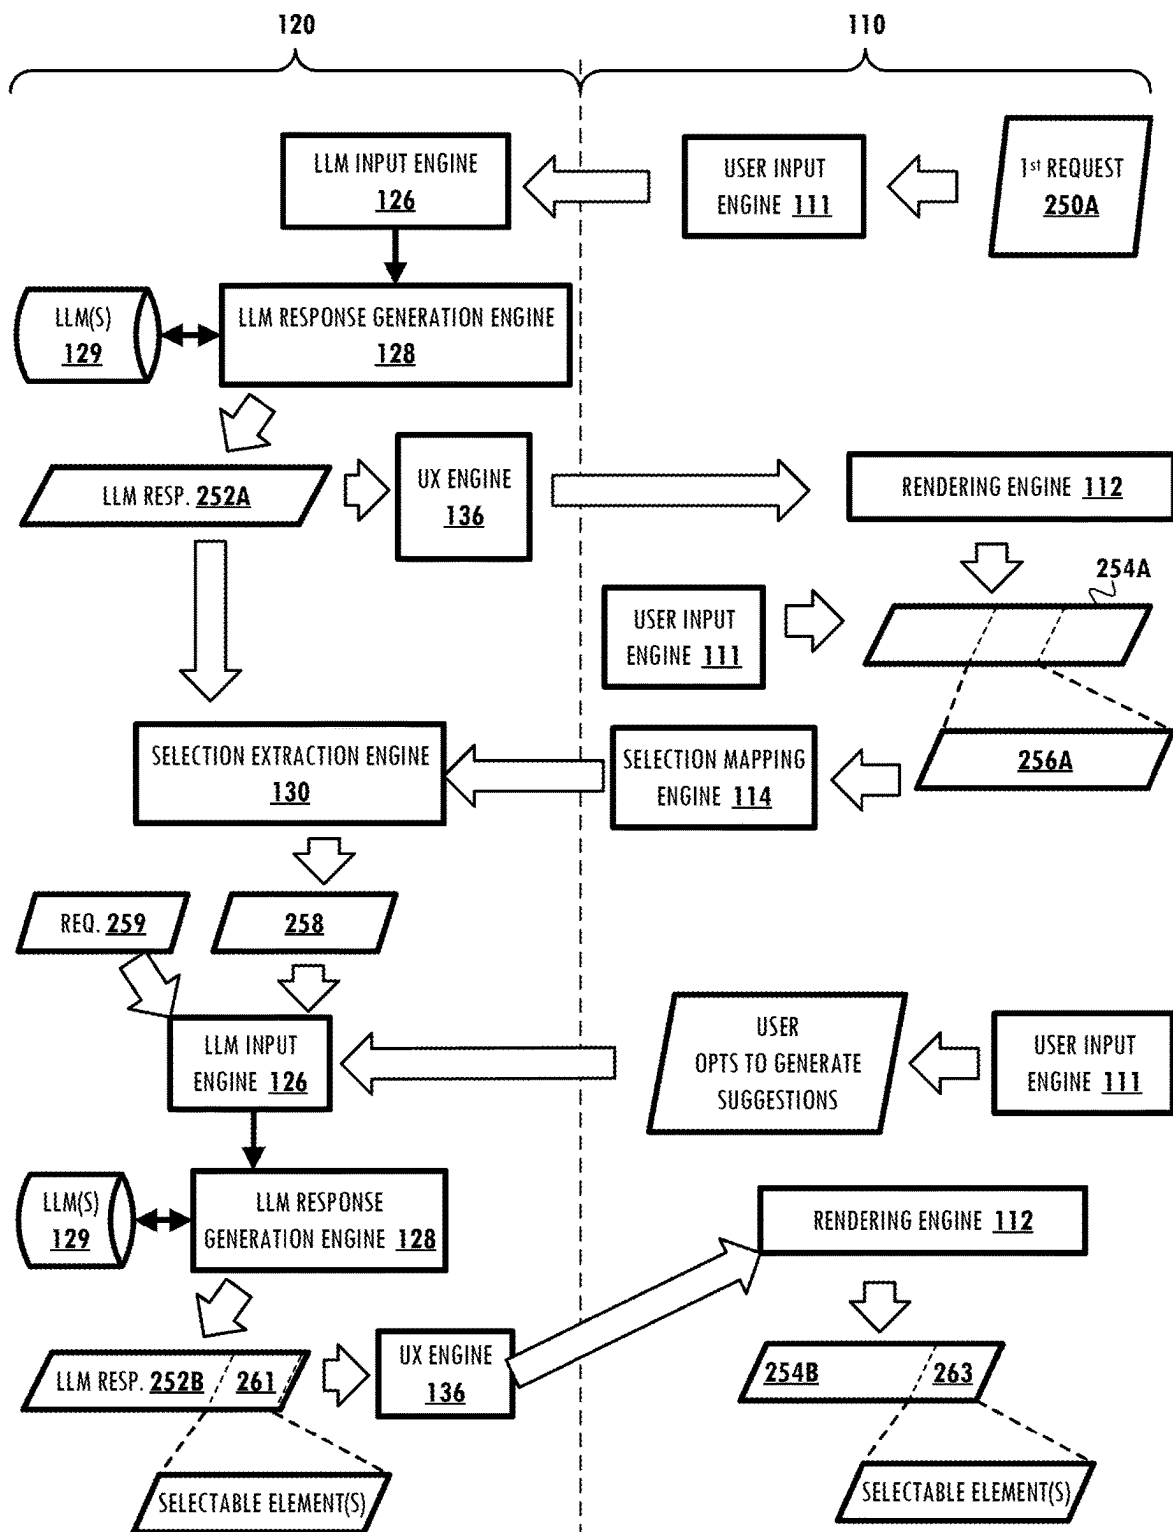 120
110
LLM INPUT ENGINE
126
USER INPUT
ENGINE 111
1st REQUEST
250A
LLM(S)
129
LLM RESPONSE GENERATION ENGINE
128
LLM RESP. 252A
UX ENGINE
136
RENDERING ENGINE 112
254A
USER INPUT
ENGINE 111
SELECTION EXTRACTION ENGINE
130
SELECTION MAPPING
ENGINE 114
256A
REQ. 259
258
LLM INPUT
ENGINE 126
USER
OPTS TO GENERATE
SUGGESTIONS
USER INPUT
ENGINE 111
LLM(S)
129
LLM RESPONSE
GENERATION ENGINE 128
RENDERING ENGINE 112
LLM RESP. 252B
261
UX ENGINE
136
254B
263
SELECTABLE ELEMENT(S)
SELECTABLE ELEMENT(S)